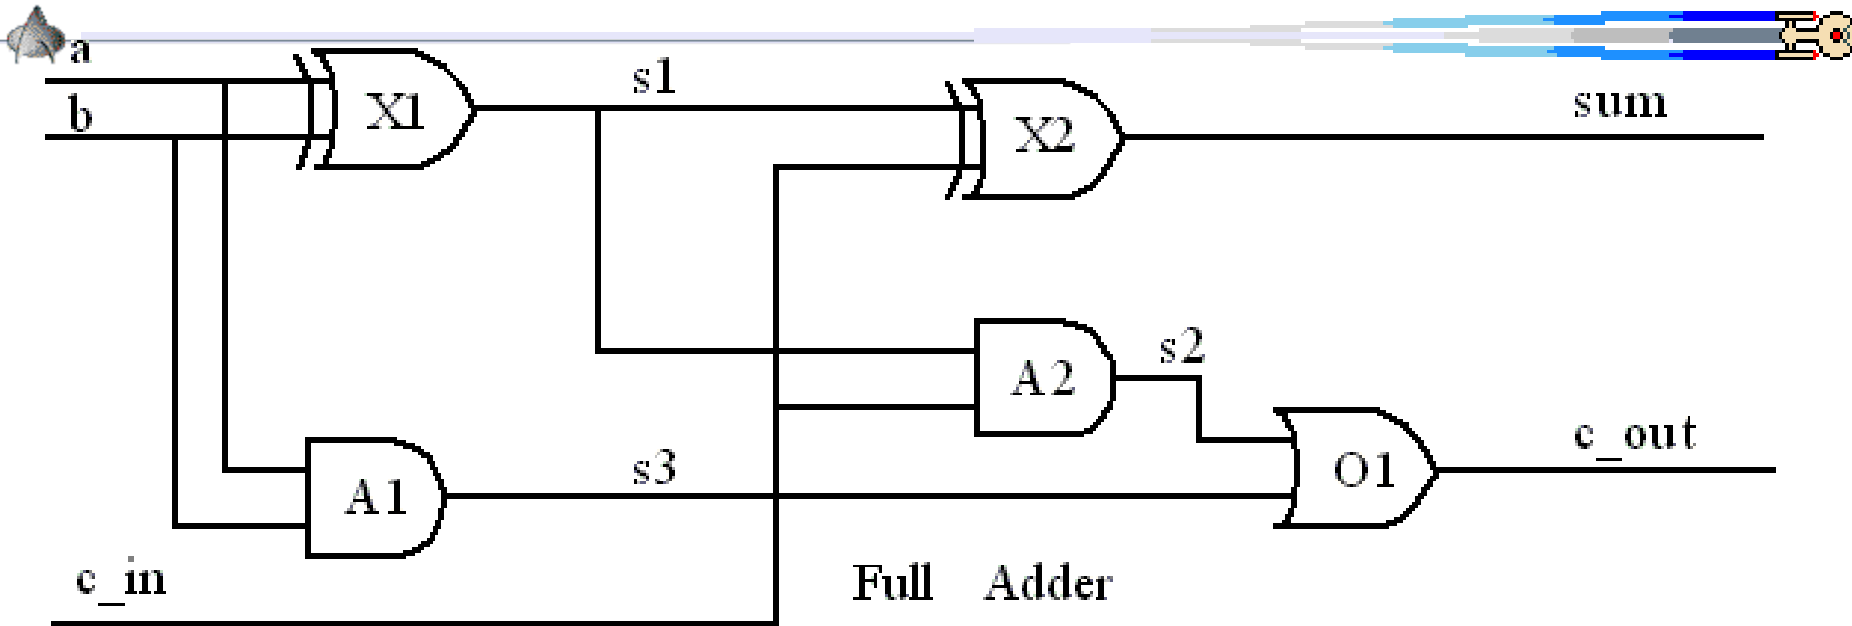 a
b
X1
s1
X2
sum
A2
s2
A1
s3
O1
c_out
c_in
Full Adder